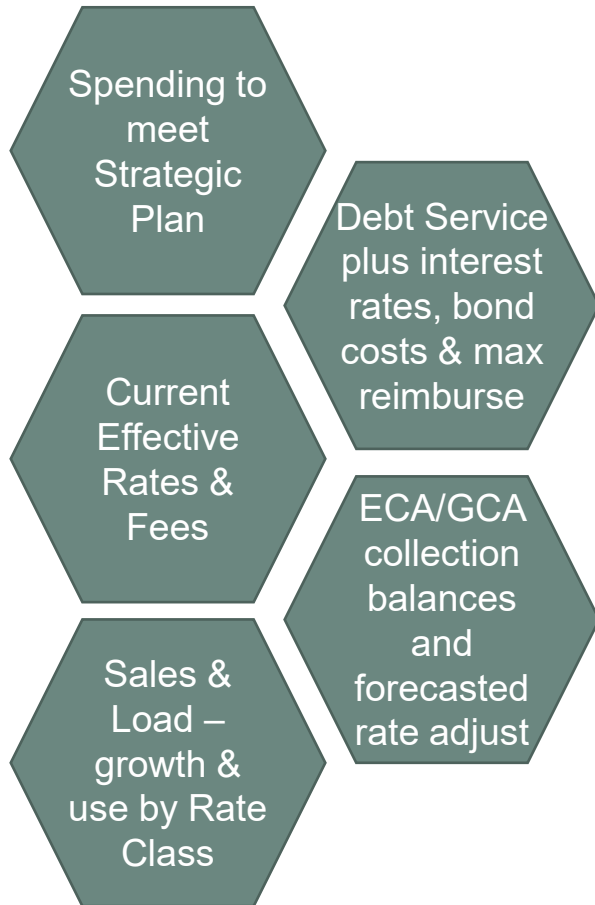 Spending to
meet
Strategic
Plan
Debt Service
plus interest
rates, bond
costs & max
reimburse
Current
Effective
Rates &
Fees
ECA/GCA
collection
balances
and
forecasted
rate adjust
Sales &
Load –
growth &
use by Rate
Class